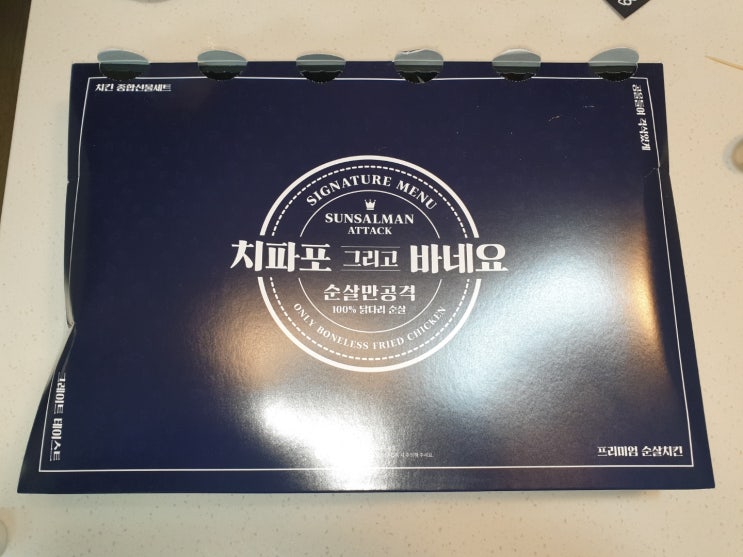 치킨 종합선물세트
SIGNATURE MENU
SUNSALMAN
ATTACK
치파포 그리고 바네요
순살만공격
100% 닭다리 순살
ONLY BONELESS FRIED CHICKEN
그레이트 테이스트
프리미엄 순살치킨